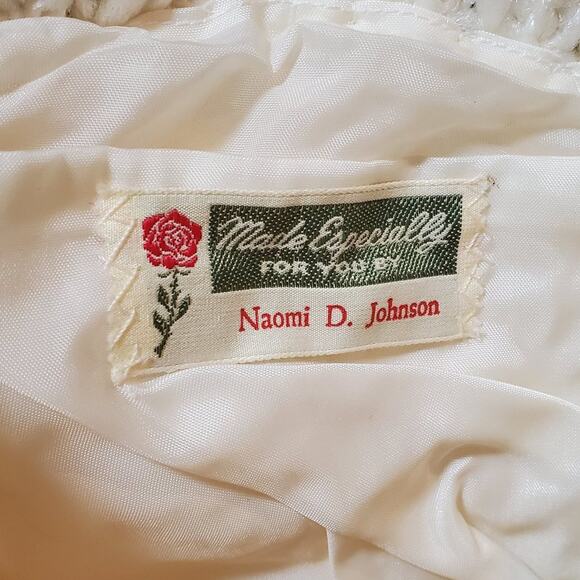 Made Especially
FOR YOU BY
Naomi D. Johnson